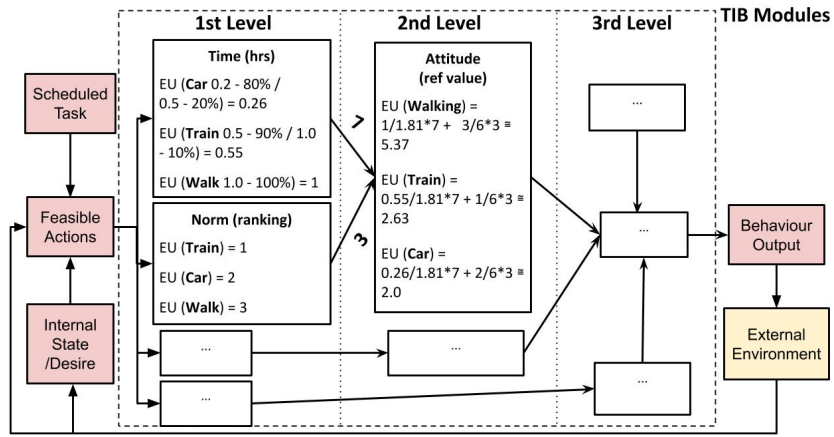 TIB Modules
1st Level
2nd Level
3rd Level
Scheduled
Task
Feasible
Actions
Internal
State
/Desire
Time (hrs)
EU (Car 0.2 - 80% /
0.5 - 20%) = 0.26
EU (Train 0.5 - 90% / 1.0
- 10%) = 0.55
EU (Walk 1.0 - 100%) = 1
Norm (ranking)
EU (Train) = 1
EU (Car) = 2
EU (Walk) = 3
...
...
7
3
Attitude
(ref value)
EU (Walking) =
1/1.81*7 + 3/6*3 ≅
5.37
EU (Train) =
0.55/1.81*7 + 1/6*3 ≅
2.63
EU (Car) =
0.26/1.81*7 + 2/6*3 ≅
2.0
...
...
...
...
Behaviour
Output
External
Environment